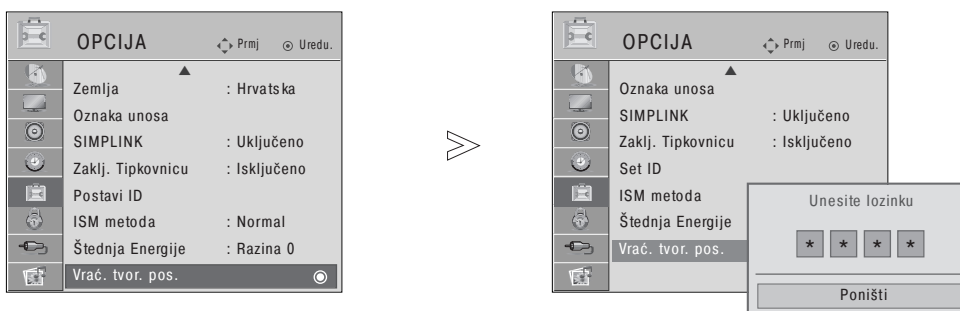 OPCIJA Prmj Uredu.
Zemlja : Hrvatska
Oznaka unosa
SIMPLINK : Uključeno
Zaklj. Tipkovnicu : Isključeno
Postavi ID
ISM metoda : Normal
Štednja Energije : Razina 0
Vrać. tvor. pos.
OPCIJA Prmj Uredu.
Oznaka unosa
SIMPLINK : Uključeno
Zaklj. Tipkovnicu : Isključeno
Set ID
ISM metoda
Štednja Energije
Vrać. tvor. pos.
Unesite lozinku
* * * *
Poništi